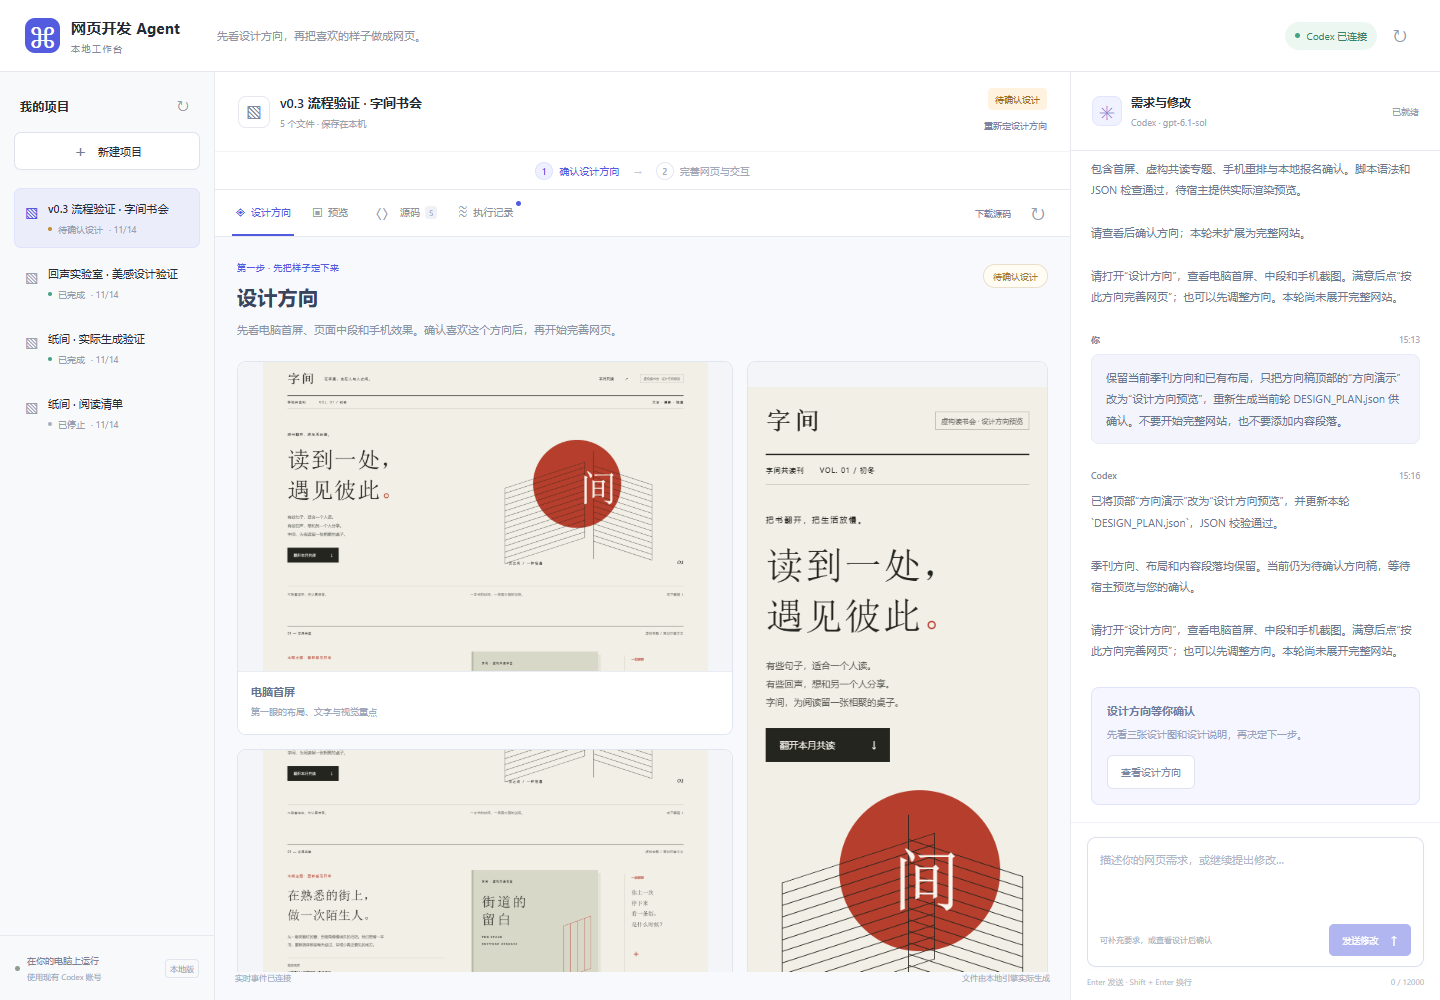 网页开发 Agent
本地工作台
先看设计方向，再把喜欢的样子做成网页。
Codex 已连接
我的项目
+ 新建项目
v0.3 流程验证 · 字间书会
待确认设计 · 11/14
回声实验室 · 美感设计验证
已完成 · 11/14
纸间 · 实际生成验证
已完成 · 11/14
纸间 · 阅读清单
已停止 · 11/14
在你的电脑上运行
使用现有 Codex 账号
本地版
v0.3 流程验证 · 字间书会
5 个文件 · 保存在本机
待确认设计
重新定设计方向
1 确认设计方向 → 2 完善网页与交互
设计方向
预览
源码 5
执行记录
下载源码
第一步 · 先把样子定下来
设计方向
待确认设计
先看电脑首屏、页面中段和手机效果。确认喜欢这个方向后，再开始完善网页。
字间
读到一处，
遇见彼此。
间
翻开本月共读 ↓
01
电脑首屏
第一眼的布局、文字与视觉重点
翻开本月共读 ↓
01
在熟悉的街上，
做一次陌生人。
街道的
留白
字间
虚构读书会 · 设计方向预览
字间共读刊 VOL. 01 / 初冬
把书翻开，把生活放慢。
读到一处，
遇见彼此。
有些句子，适合一个人读。
有些回声，想和另一个人分享。
字间，为阅读留一张相聚的桌子。
翻开本月共读 ↓
间
实时事件已连接
文件由本地引擎实际生成
需求与修改
Codex · gpt-6.1-sol
已就绪
包含首屏、虚构共读专题、手机重排与本地报名确认。脚本语法和
JSON 检查通过，待宿主提供实际渲染预览。
请查看后确认方向；本轮未扩展为完整网站。
请打开“设计方向”，查看电脑首屏、中段和手机截图。满意后点“按
此方向完善网页”；也可以先调整方向。本轮尚未展开完整网站。
你 15:13
保留当前季刊方向和已有布局，只把方向稿顶部的“方向演示”
改为“设计方向预览”，重新生成当前轮 DESIGN_PLAN.json 供
确认。不要开始完整网站，也不要添加内容段落。
Codex 15:16
已将顶部“方向演示”改为“设计方向预览”，并更新本轮
`DESIGN_PLAN.json`，JSON 校验通过。
季刊方向、布局和内容段落均保留。当前仍为待确认方向稿，等待
宿主预览与您的确认。
请打开“设计方向”，查看电脑首屏、中段和手机截图。满意后点“按
此方向完善网页”；也可以先调整方向。本轮尚未展开完整网站。
设计方向等你确认
先看三张设计图和设计说明，再决定下一步。
查看设计方向
描述你的网页需求，或继续提出修改...
可补充要求，或查看设计后确认
发送修改 ↑
Enter 发送 · Shift + Enter 换行
0 / 12000